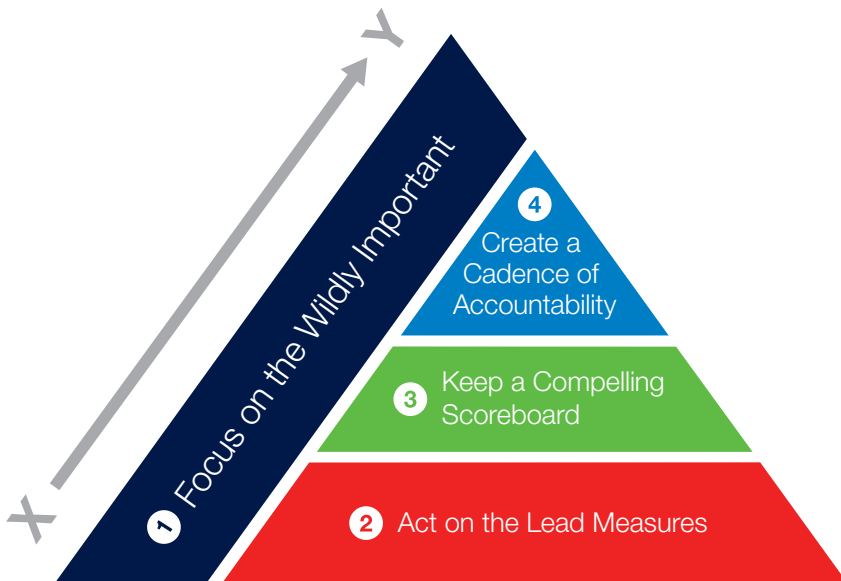 X
Y
1 Focus on the Wildly Important
4
Create a
Cadence of
Accountability
3 Keep a Compelling
Scoreboard
2 Act on the Lead Measures